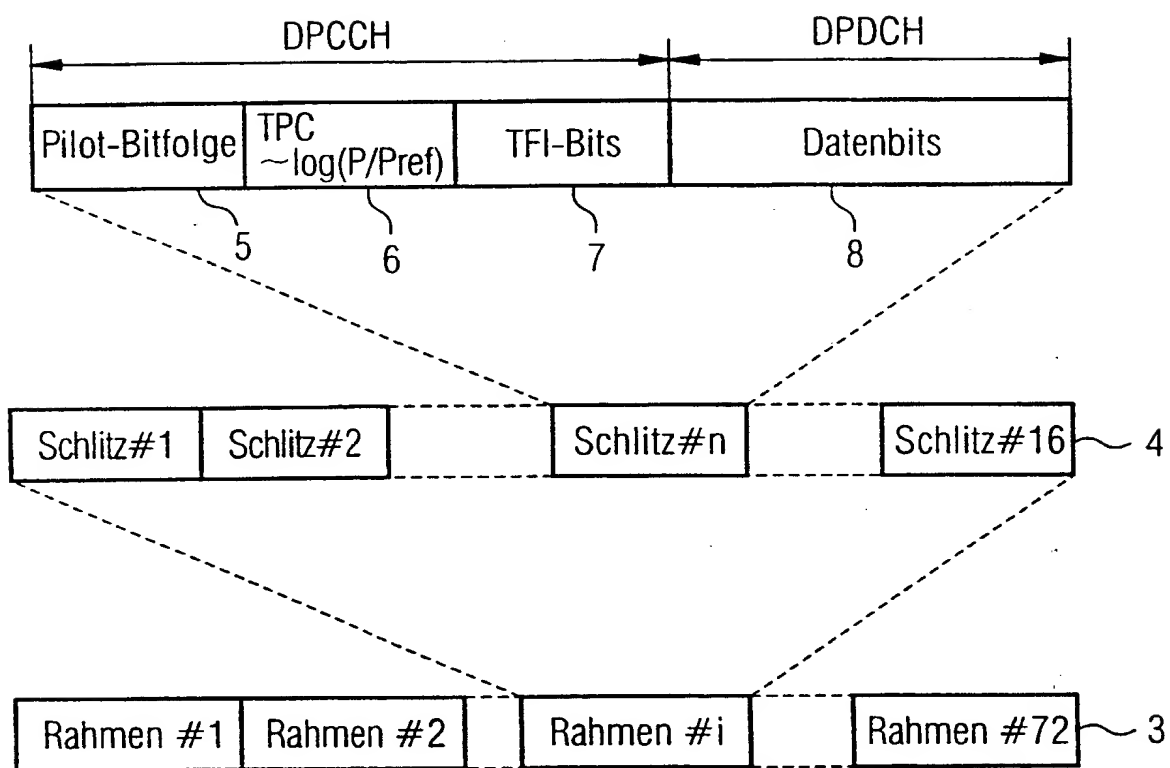 DPCCH DPDCH
Pilot-Bitfolge TPC ~log(P/Pref) TFI-Bits Datenbits
5 6 7 8
Schlitz#1 Schlitz#2 Schlitz#n Schlitz#16 4
Rahmen #1 Rahmen #2 Rahmen #i Rahmen #72 3